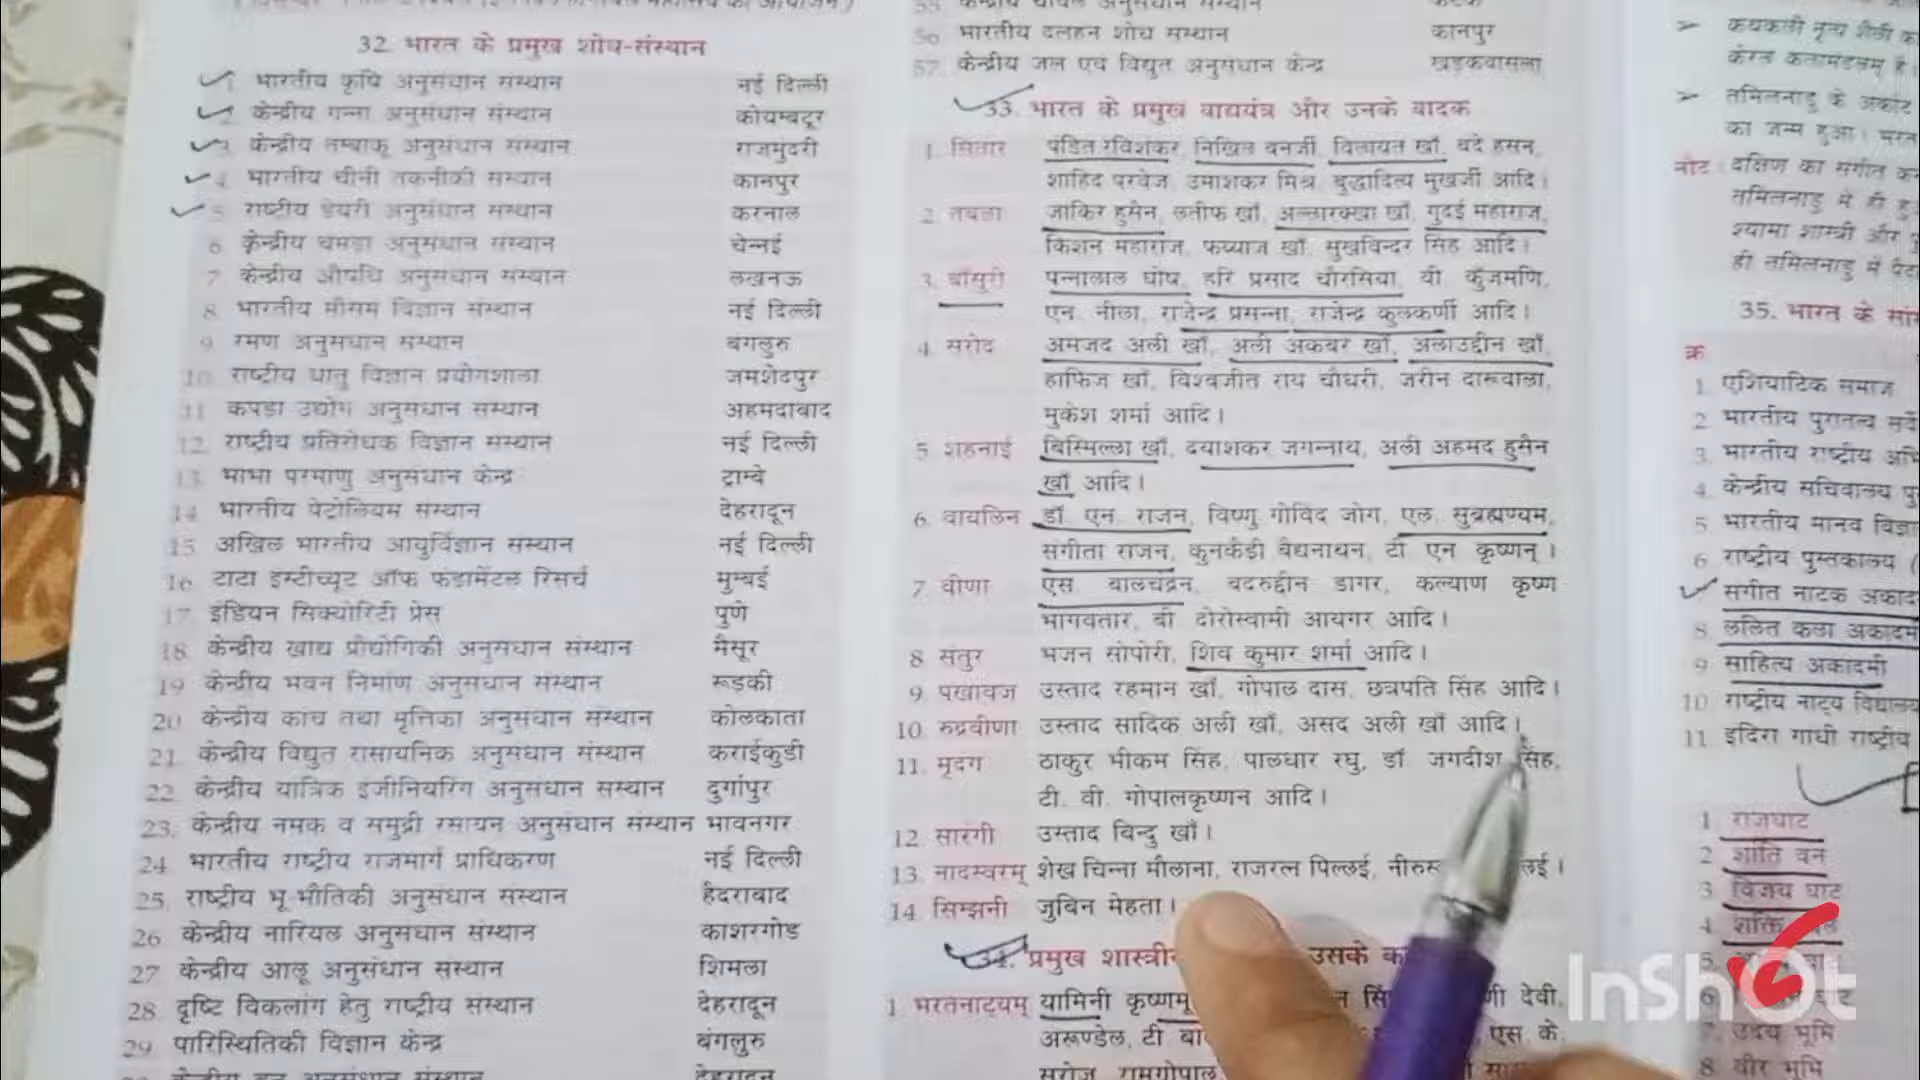 32. भारत के प्रमुख शोध-संस्थान
1. भारतीय कृषि अनुसंधान संस्थान नई दिल्ली
2. केन्द्रीय गन्ना अनुसंधान संस्थान कोयम्बटूर
3. केन्द्रीय तम्बाकू अनुसंधान संस्थान राजमुंदरी
4. भारतीय चीनी तकनीकी संस्थान कानपुर
5. राष्ट्रीय डेयरी अनुसंधान संस्थान करनाल
6. केन्द्रीय चमड़ा अनुसंधान संस्थान चेन्नई
7. केन्द्रीय औषधि अनुसंधान संस्थान लखनऊ
8. भारतीय मौसम विज्ञान संस्थान नई दिल्ली
9. रमण अनुसंधान संस्थान बंगलुरु
10. राष्ट्रीय धातु विज्ञान प्रयोगशाला जमशेदपुर
11. कपड़ा उद्योग अनुसंधान संस्थान अहमदाबाद
12. राष्ट्रीय प्रतिरोधक विज्ञान संस्थान नई दिल्ली
13. भाभा परमाणु अनुसंधान केन्द्र ट्राम्बे
14. भारतीय पेट्रोलियम संस्थान देहरादून
15. अखिल भारतीय आयुर्विज्ञान संस्थान नई दिल्ली
16. टाटा इंस्टीच्यूट ऑफ फंडामेंटल रिसर्च मुम्बई
17. इंडियन सिक्योरिटी प्रेस पुणे
18. केन्द्रीय खाद्य प्रौद्योगिकी अनुसंधान संस्थान मैसूर
19. केन्द्रीय भवन निर्माण अनुसंधान संस्थान रूड़की
20. केन्द्रीय कांच तथा मृत्तिका अनुसंधान संस्थान कोलकाता
21. केन्द्रीय विद्युत रासायनिक अनुसंधान संस्थान कराईकुडी
22. केन्द्रीय यांत्रिक इंजीनियरिंग अनुसंधान संस्थान दुर्गापुर
23. केन्द्रीय नमक व समुद्री रसायन अनुसंधान संस्थान भावनगर
24. भारतीय राष्ट्रीय राजमार्ग प्राधिकरण नई दिल्ली
25. राष्ट्रीय भू-भौतिकी अनुसंधान संस्थान हैदराबाद
26. केन्द्रीय नारियल अनुसंधान संस्थान काशरगोड
27. केन्द्रीय आलू अनुसंधान संस्थान शिमला
28. दृष्टि विकलांग हेतु राष्ट्रीय संस्थान देहरादून
29. पारिस्थितिकी विज्ञान केन्द्र बंगलुरु
देहरादून
55. केन्द्रीय चावल अनुसंधान संस्थान कटक
56. भारतीय दलहन शोध संस्थान कानपुर
57. केन्द्रीय जल एवं विद्युत अनुसंधान केन्द्र खड़कवासला
33. भारत के प्रमुख वाद्ययंत्र और उनके वादक
1. सितार पंडित रविशंकर, निखिल बनर्जी, विलायत खाँ, बंदे हसन,
शाहिद परवेज, उमाशंकर मिश्र, बुद्धादित्य मुखर्जी आदि।
2. तबला जाकिर हुसैन, लतीफ खाँ, अल्लारक्खा खाँ, गुदई महाराज,
किशन महाराज, फय्याज खाँ, सुखविन्दर सिंह आदि।
3. बाँसुरी पन्नालाल घोष, हरि प्रसाद चौरसिया, वी. कुंजमणि,
एन. नीला, राजेन्द्र प्रसन्ना, राजेन्द्र कुलकर्णी आदि।
4. सरोद अमजद अली खाँ, अली अकबर खाँ, अलाउद्दीन खाँ,
हाफिज खाँ, विश्वजीत राय चौधरी, जरीन दारूवाला,
मुकेश शर्मा आदि।
5. शहनाई बिस्मिल्ला खाँ, दयाशंकर जगन्नाथ, अली अहमद हुसैन
खाँ आदि।
6. वायलिन डॉ. एन. राजन, विष्णु गोविंद जोग, एल. सुब्रह्मण्यम,
संगीता राजन, कुनकैड़ी बैद्यनाथन, टी. एन. कृष्णन्।
7. वीणा एस. बालचंद्रन, बदरुद्दीन डागर, कल्याण कृष्ण
भागवतार, वी. दोरोस्वामी आयंगर आदि।
8. संतूर भजन सोपोरी, शिव कुमार शर्मा आदि।
9. पखावज उस्ताद रहमान खाँ, गोपाल दास, छत्रपति सिंह आदि।
10. रुद्रवीणा उस्ताद सादिक अली खाँ, असद अली खाँ आदि।
11. मृदंग ठाकुर भीकम सिंह, पालधार रघु, डॉ. जगदीश सिंह,
टी. वी. गोपालकृष्णन आदि।
12. सारंगी उस्ताद बिन्दु खाँ।
13. नादस्वरम् शेख चिन्ना मौलाना, राजरत्न पिल्लई,
14. सिम्फ़नी जुबिन मेहता।
34. प्रमुख उसके
1. भरतनाट्यम् यामिनी देवी,
अरूण्डेल, टी. एस. के.
सरोज, रामगोपाल,
➤ कथकली नृत्य शैली
केरल कलामंडलम् है।
➤ तमिलनाडु के
का जन्म हुआ।
नोट : दक्षिण का संगीत
तमिलनाडु में ही
श्यामा शास्त्री और
ही तमिलनाडु में
35. भारत के
क्र
1. एशियाटिक समाज
2. भारतीय पुरातत्व
3. भारतीय राष्ट्रीय
4. केन्द्रीय सचिवालय
5. भारतीय मानव
6. राष्ट्रीय पुस्तकालय
संगीत नाटक
8. ललित कला
9. साहित्य अकादमी
10. राष्ट्रीय नाट्य
11. इंदिरा गांधी राष्ट्रीय
1. राजघाट
2. शांति वन
3. विजय घाट
4. शक्ति
5.
6.
7. उदय भूमि
8. वीर भूमि
InShOt